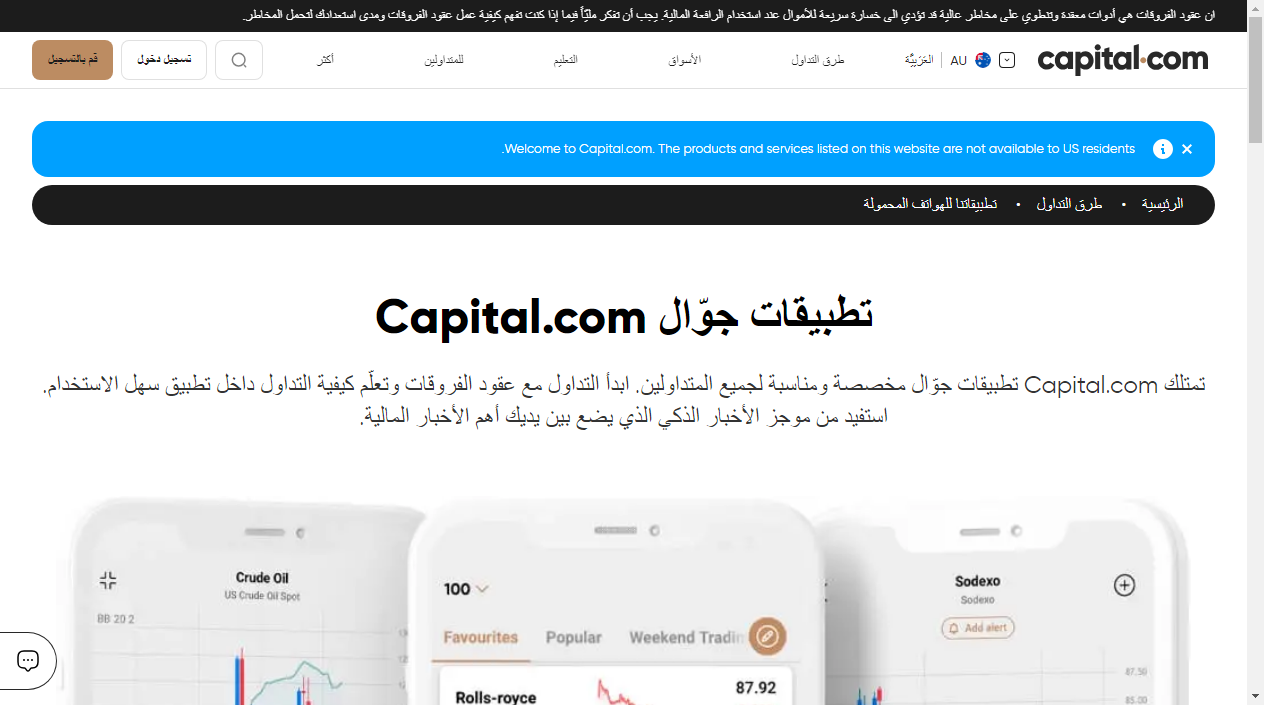 ان عقود الفروقات هي أدوات معقدة وتنطوي على مخاطر عالية قد تؤدي الى خسارة سريعة للأموال عند استخدام الرافعة المالية. يجب أن تفكر مليّاً فيما إذا كنت تفهم كيفية عمل عقود الفروقات ومدى استعدادك لتحمل المخاطر.
capital.com
AU العَرَبِيَّة
طرق التداول
الأسواق
التعليم
للمتداولين
أكثر
تسجيل دخول
قم بالتسجيل
Welcome to Capital.com. The products and services listed on this website are not available to US residents.
الرئيسية • طرق التداول • تطبيقاتنا للهواتف المحمولة
تطبيقات جوّال Capital.com
تمتلك Capital.com تطبيقات جوّال مخصصة ومناسبة لجميع المتداولين. ابدأ التداول مع عقود الفروقات وتعلّم كيفية التداول داخل تطبيق سهل الاستخدام.
استفيد من موجز الأخبار الذكي الذي يضع بين يديك أهم الأخبار المالية.
Crude Oil
US Crude Oil Spot
BB 20 2
100
Favourites Popular Weekend Tradin
Rolls-royce
87.92
Sodexo
Sodexo
Add alert
87.50
85.00